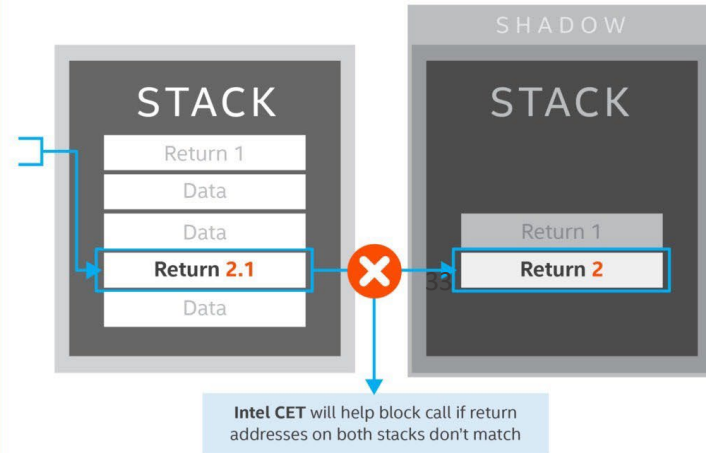 SHADOW
STACK
Return 1
Data
Data
Return 2.1
Data
STACK
Return 1
Return 2
33
Intel CET will help block call if return
addresses on both stacks don't match